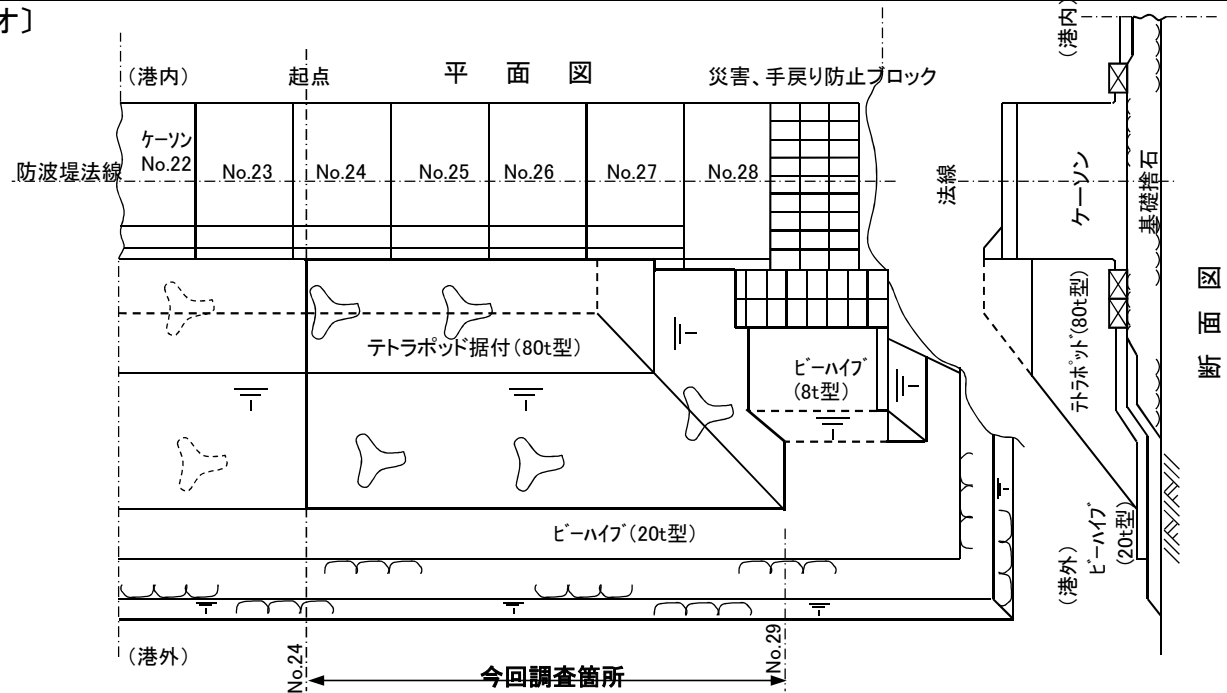 オ〕
(港内)
起点
平 面 図
災害、手戻り防止ブロック
防波堤法線
ケーソン
No.22
No.23
No.24
No.25
No.26
No.27
No.28
テトラポッド据付(80t型)
ビーハイブ
(8t型)
ビーハイブ(20t型)
(港外)
No.24
今回調査箇所
No.29
(港内)
法線
ケーソン
基礎捨石
テトラポッド(80t型)
ビーハイブ
(20t型)
(港外)
断 面 図